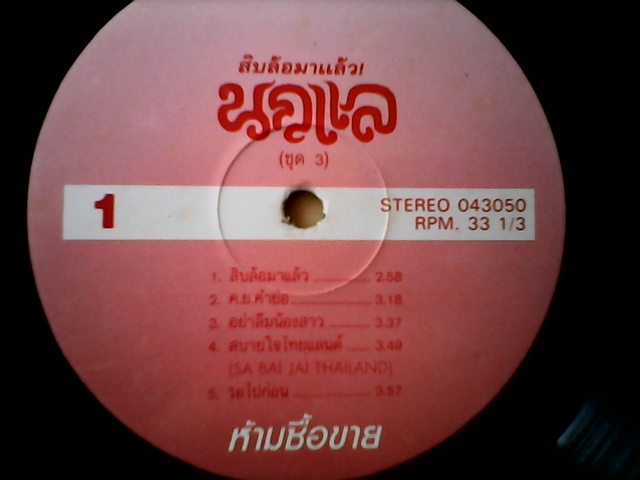 สิบล้อมาแล้ว!
นกแล
(ชุด 3)
1
STEREO 043050
RPM. 33 1/3
1. สิบล้อมาแล้ว ............ 2.58
2. ค.ย.คำย่อ ................ 3.18
3. อย่าลืมน้องสาว ......... 3.37
4. สบายใจไทยแลนด์ ...... 3.49
(SA BAI JAI THAILAND)
5. รอไปก่อน ................ 3.57
ห้ามซื้อขาย